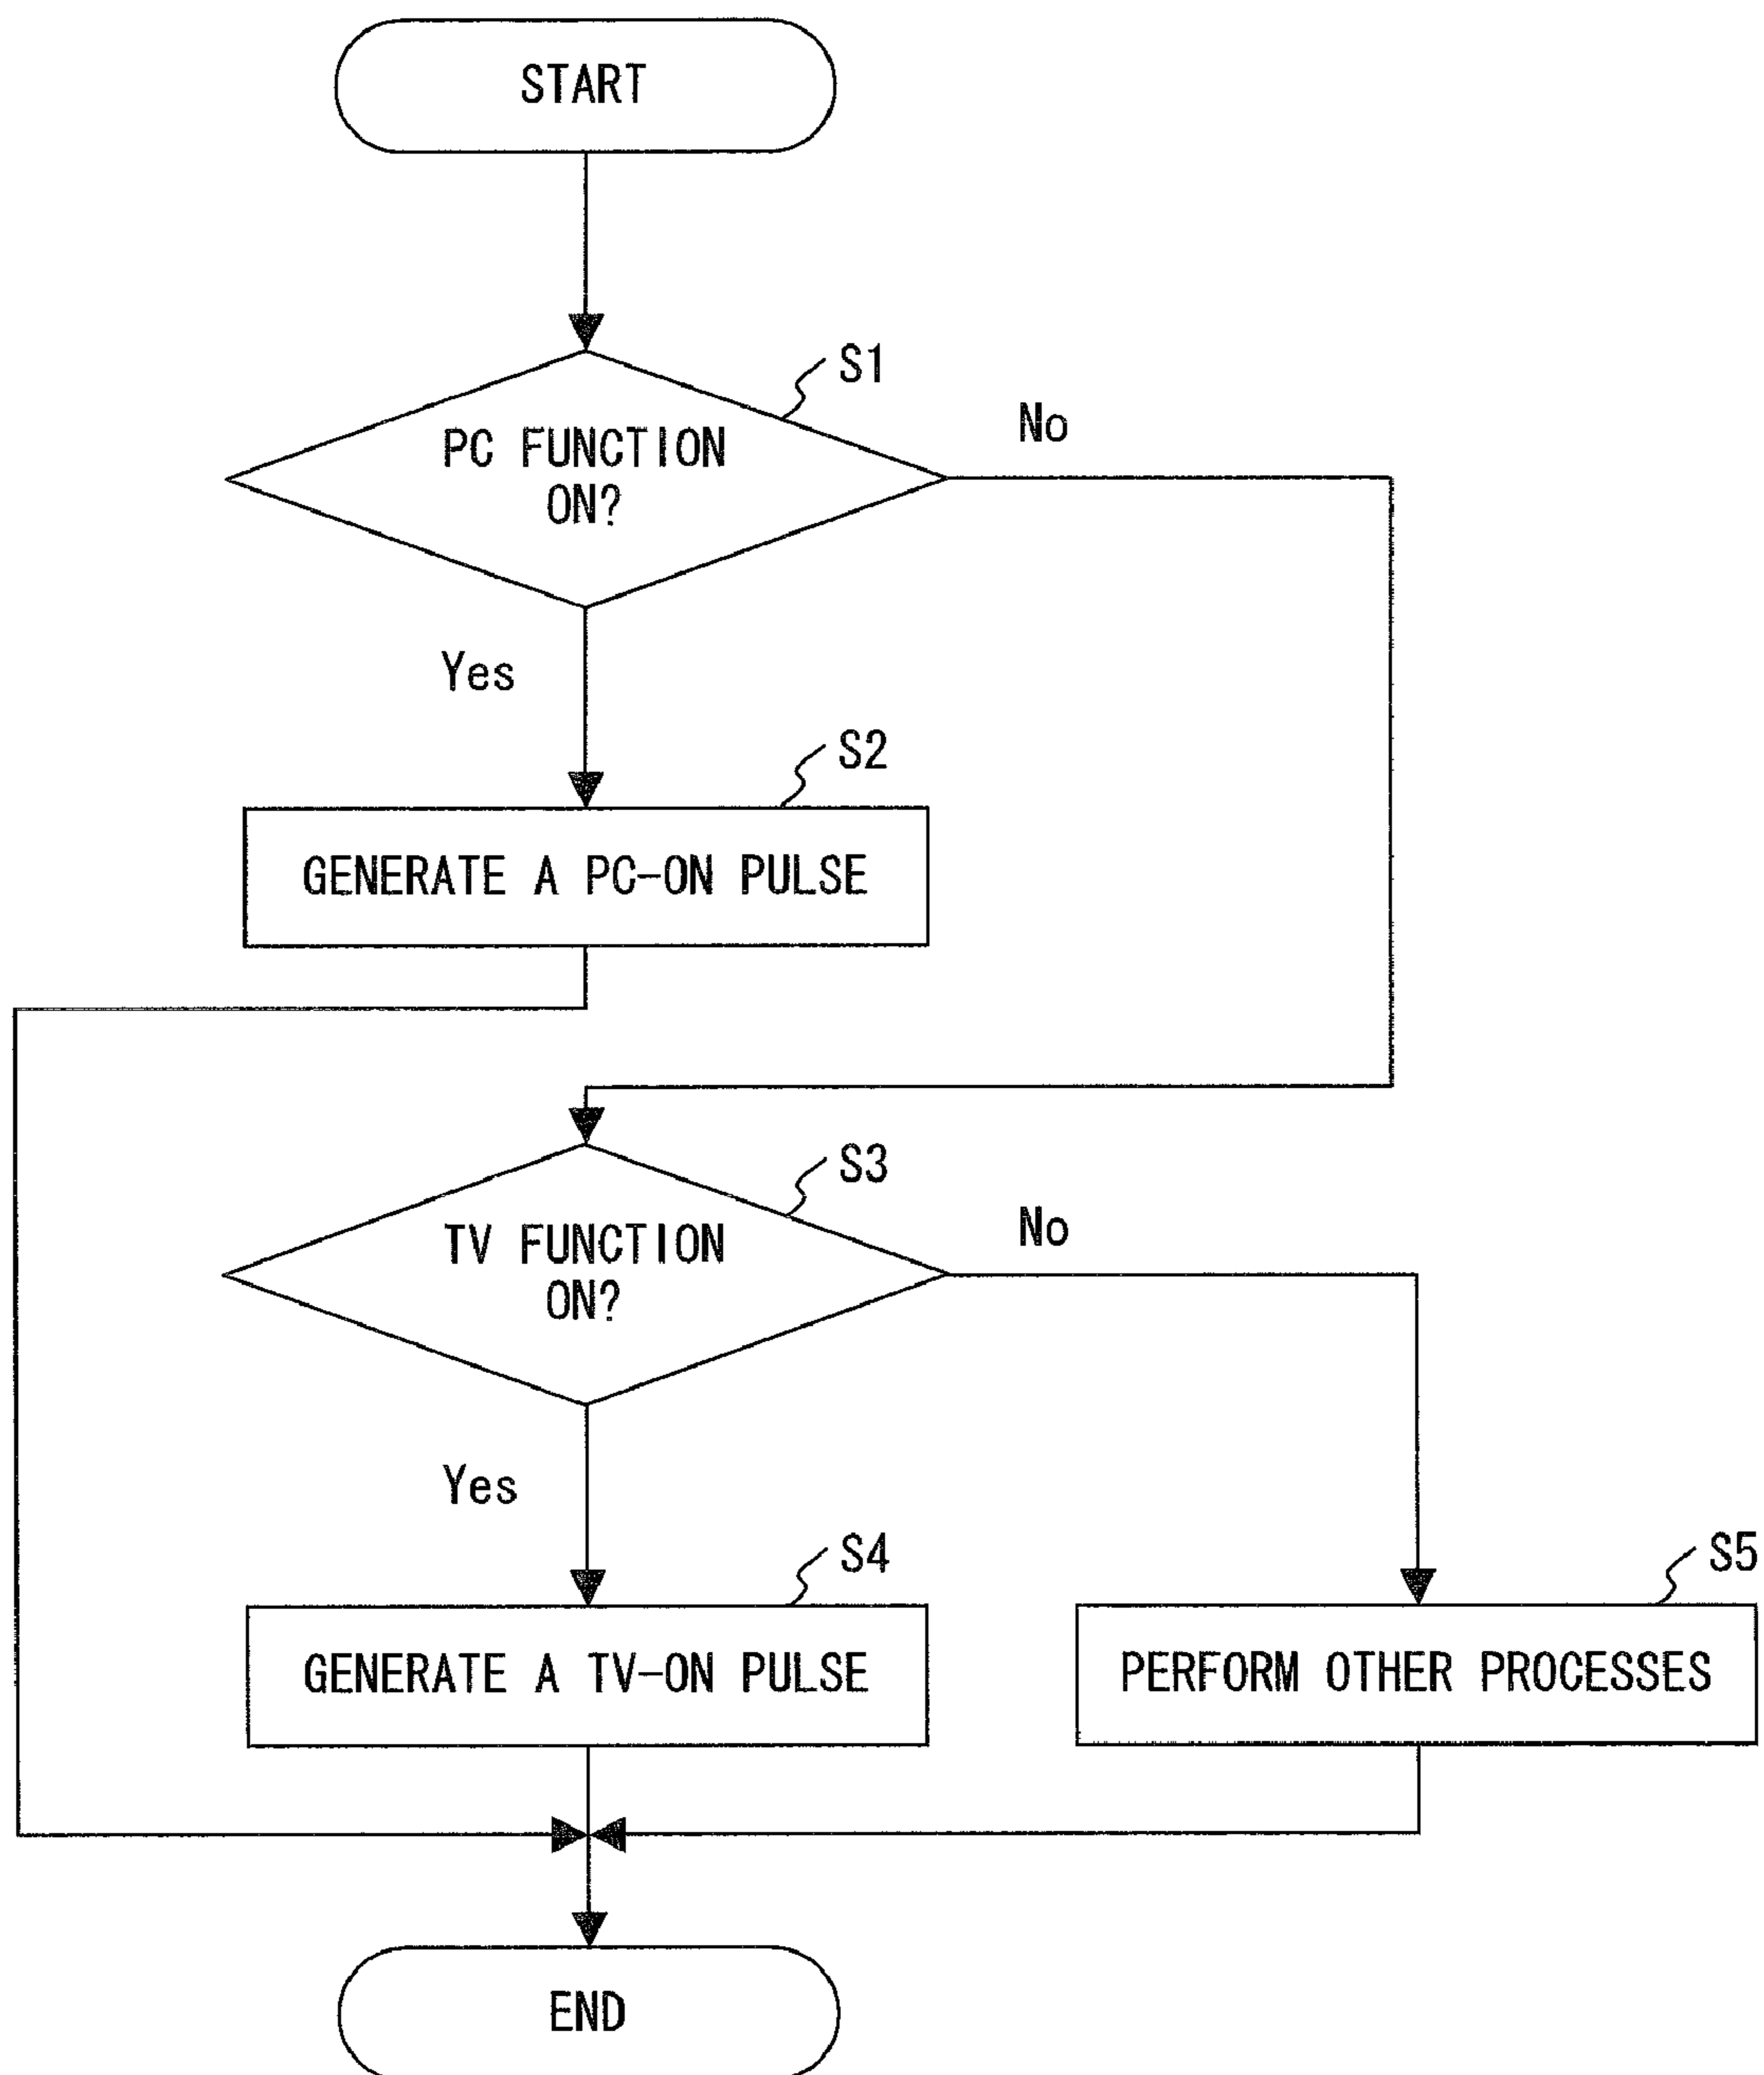 START
S1
PC FUNCTION
ON?
No
Yes
S2
GENERATE A PC-ON PULSE
S3
TV FUNCTION
ON?
No
Yes
S4
GENERATE A TV-ON PULSE
S5
PERFORM OTHER PROCESSES
END